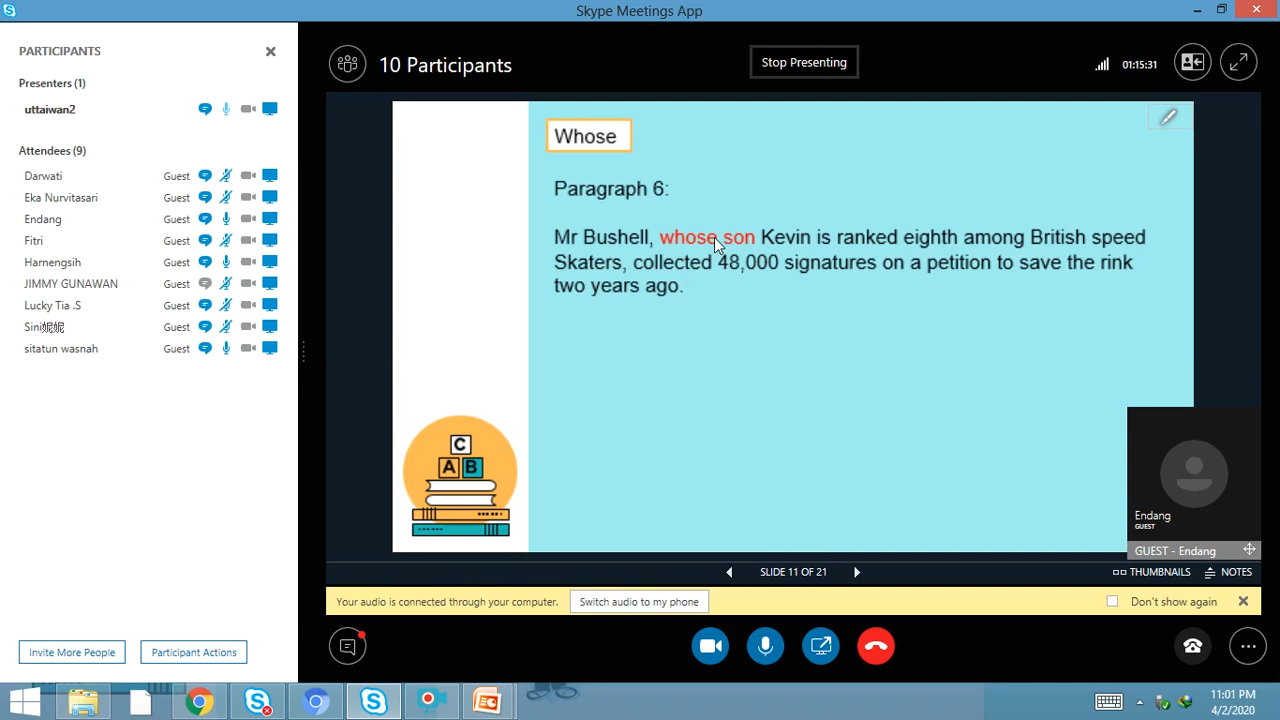 Skype Meetings App
PARTICIPANTS
Presenters (1)
uttaiwan2
Attendees (9)
Darwati Guest
Eka Nurvitasari Guest
Endang Guest
Fitri Guest
Harnengsih Guest
JIMMY GUNAWAN Guest
Lucky Tia .S Guest
Sini妮妮 Guest
sitatun wasnah Guest
Invite More People
Participant Actions
10 Participants
Stop Presenting
01:15:31
Whose
Paragraph 6:
Mr Bushell, whose son Kevin is ranked eighth among British speed
Skaters, collected 48,000 signatures on a petition to save the rink
two years ago.
C
A B
Endang
GUEST
GUEST - Endang
SLIDE 11 OF 21
THUMBNAILS
NOTES
Your audio is connected through your computer.
Switch audio to my phone
Don't show again
11:01 PM
4/2/2020